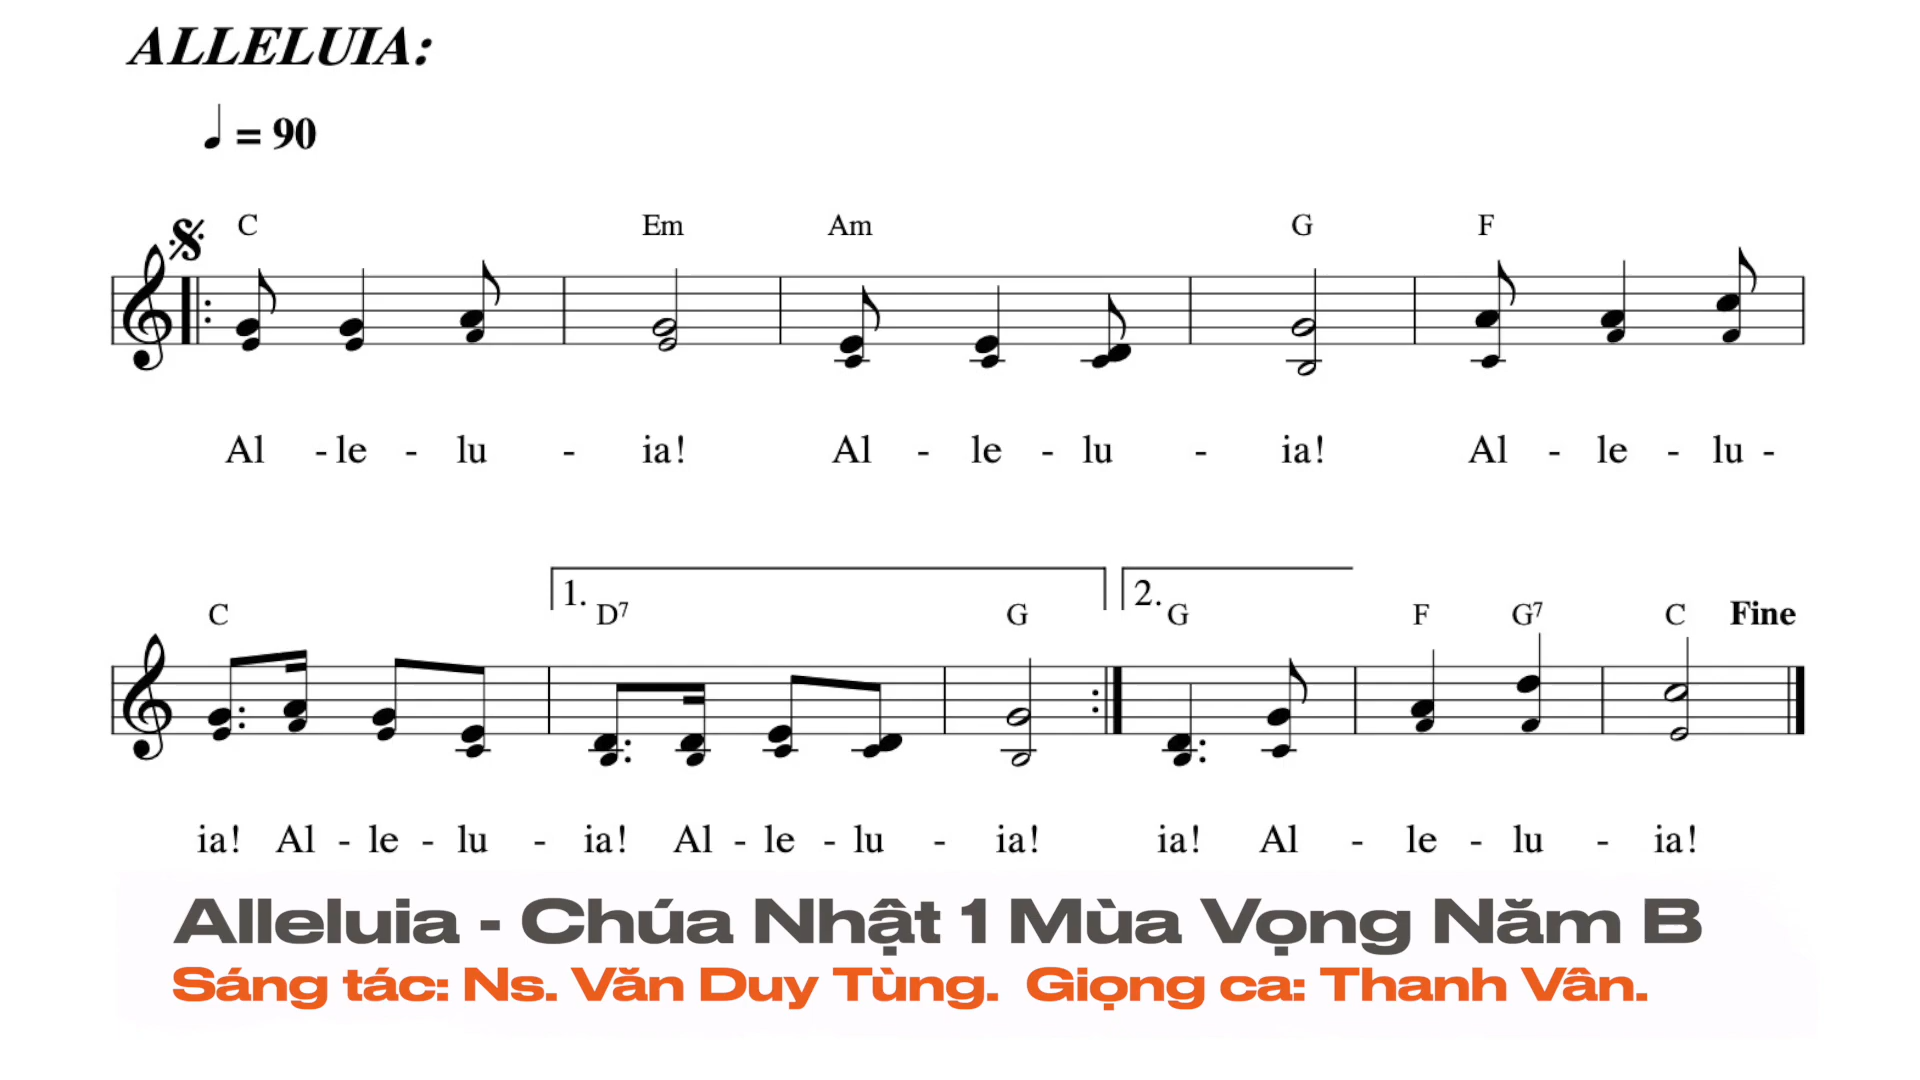 ALLELUIA:
♩ = 90
C Em Am G F
Al - le - lu - ia! Al - le - lu - ia! Al - le - lu -
1. 2.
C D7 G G F G7 C Fine
ia! Al - le - lu - ia! Al - le - lu - ia! ia! Al - le - lu - ia!
Alleluia - Chúa Nhật 1 Mùa Vọng Năm B
Sáng tác: Ns. Văn Duy Tùng. Giọng ca: Thanh Vân.